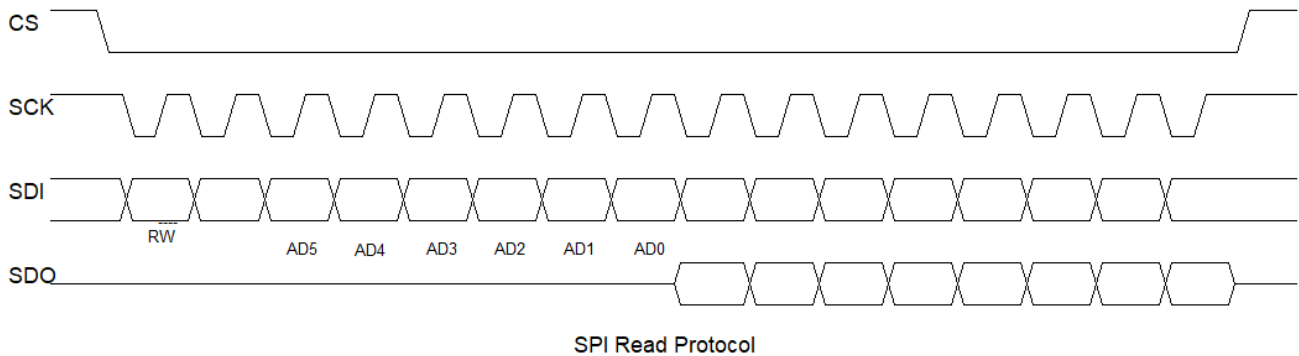 CS
SCK
SDI
RW
AD5 AD4 AD3 AD2 AD1 AD0
SDO
SPI Read Protocol